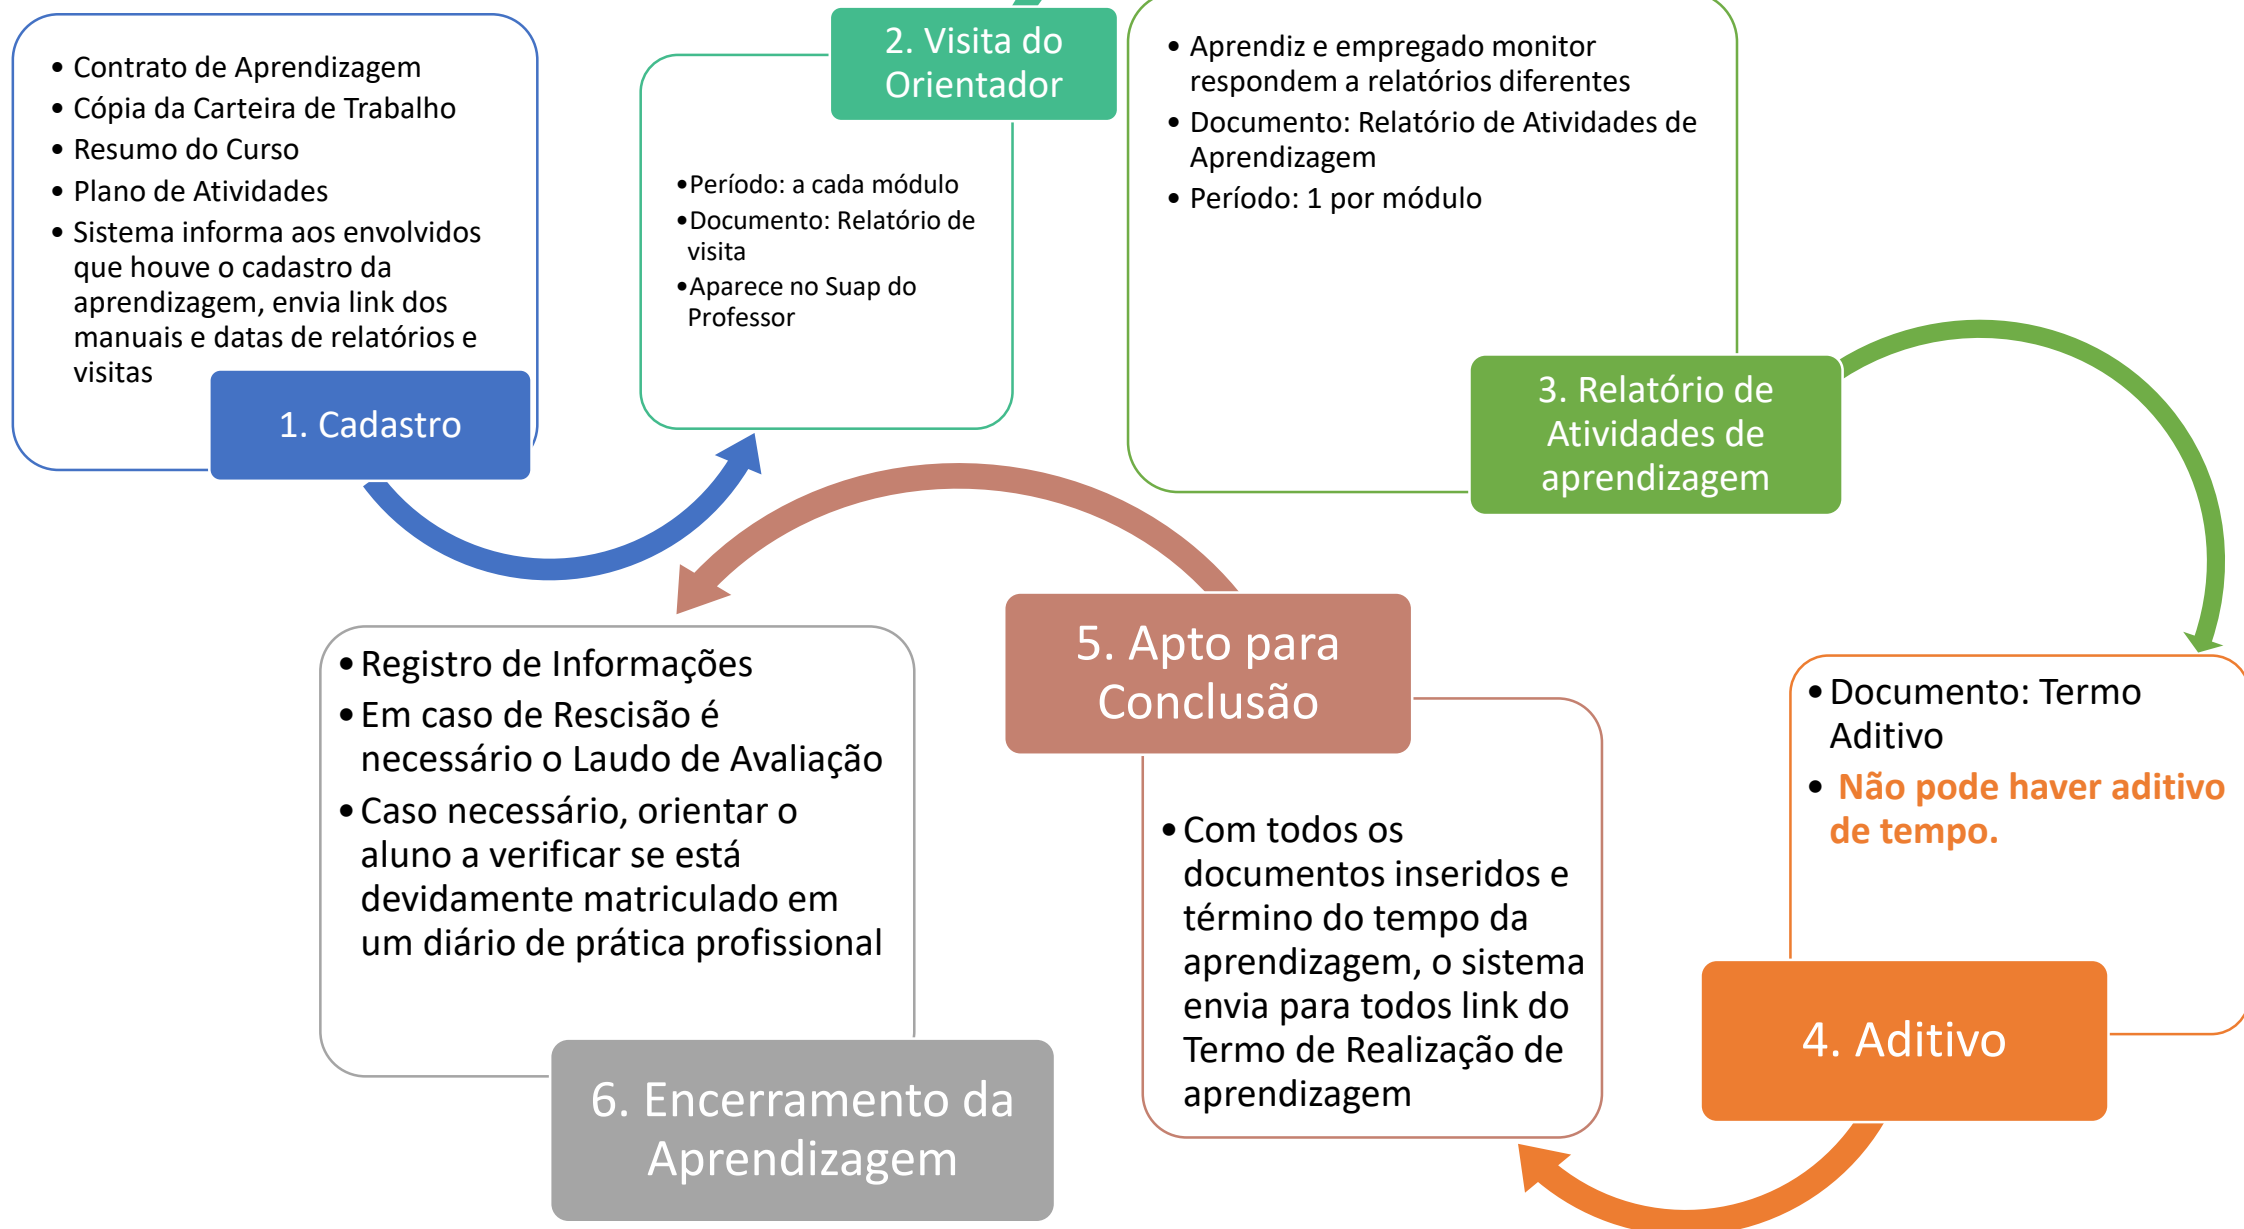 • Contrato de Aprendizagem
• Cópia da Carteira de Trabalho
• Resumo do Curso
• Plano de Atividades
• Sistema informa aos envolvidos
que houve o cadastro da
aprendizagem, envia link dos
manuais e datas de relatórios e
visitas
1. Cadastro
2. Visita do
Orientador
•Período: a cada módulo
•Documento: Relatório de
visita
•Aparece no Suap do
Professor
• Aprendiz e empregado monitor
respondem a relatórios diferentes
• Documento: Relatório de Atividades de
Aprendizagem
• Período: 1 por módulo
3. Relatório de
Atividades de
aprendizagem
• Documento: Termo
Aditivo
• Não pode haver aditivo
de tempo.
4. Aditivo
5. Apto para
Conclusão
• Com todos os
documentos inseridos e
término do tempo da
aprendizagem, o sistema
envia para todos link do
Termo de Realização de
aprendizagem
• Registro de Informações
• Em caso de Rescisão é
necessário o Laudo de Avaliação
• Caso necessário, orientar o
aluno a verificar se está
devidamente matriculado em
um diário de prática profissional
6. Encerramento da
Aprendizagem